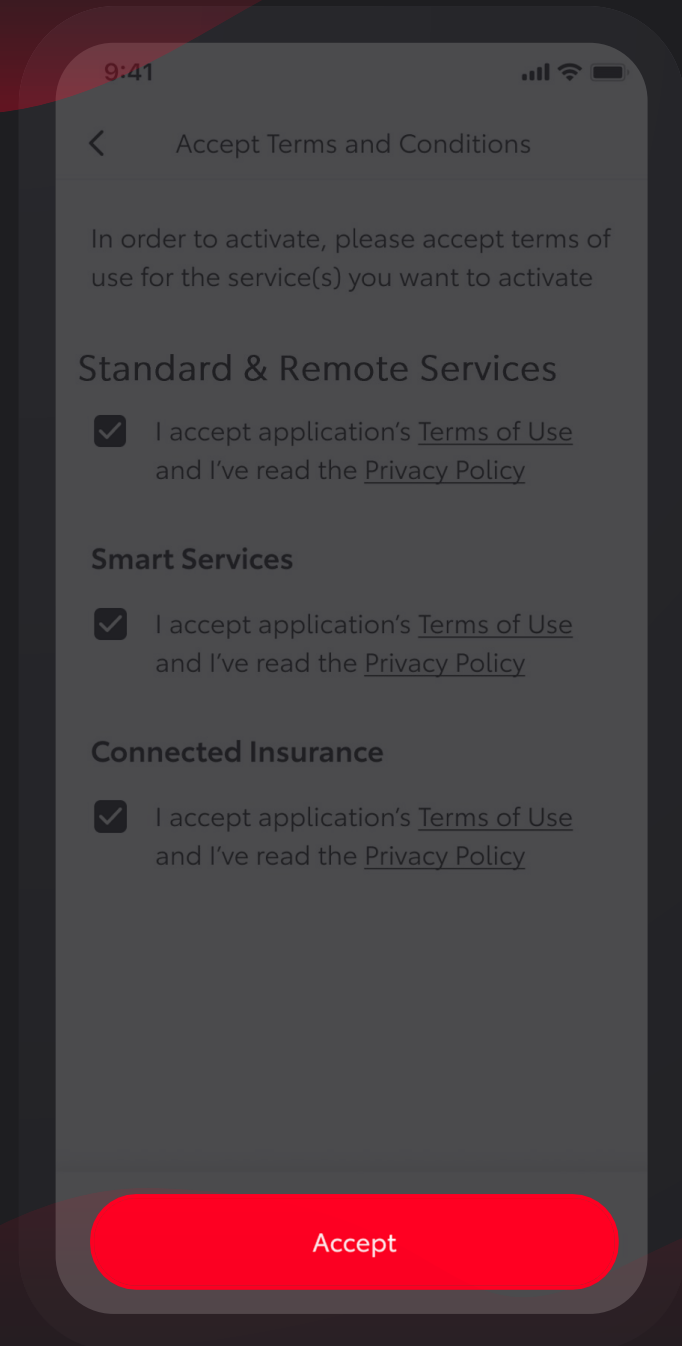 9:41
Accept Terms and Conditions
In order to activate, please accept terms of
use for the service(s) you want to activate
Standard & Remote Services
I accept application’s Terms of Use
and I’ve read the Privacy Policy
Smart Services
I accept application’s Terms of Use
and I’ve read the Privacy Policy
Connected Insurance
I accept application’s Terms of Use
and I’ve read the Privacy Policy
Accept